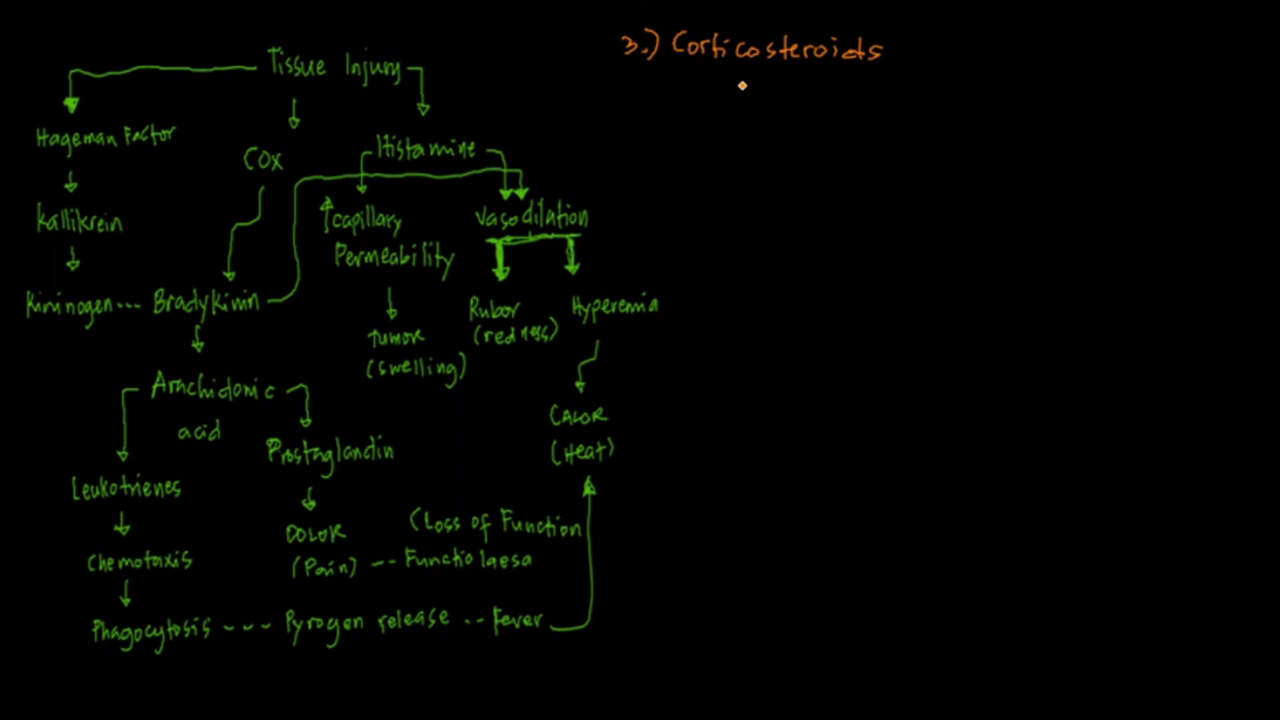 3.) Corticosteroids
Tissue Injury
Hageman Factor
COX
Histamine
Kallikrein
↑ Capillary
Permeability
Vasodilation
Kininogen --- Bradykinin
Rubor
(redness)
Hyperemia
Tumor
(swelling)
Arachidonic
acid
CALOR
(Heat)
Leukotrienes
Prostaglandin
Chemotaxis
DOLOR
(Pain) -- Functio laesa
(Loss of Function
Phagocytosis --- Pyrogen release -- Fever